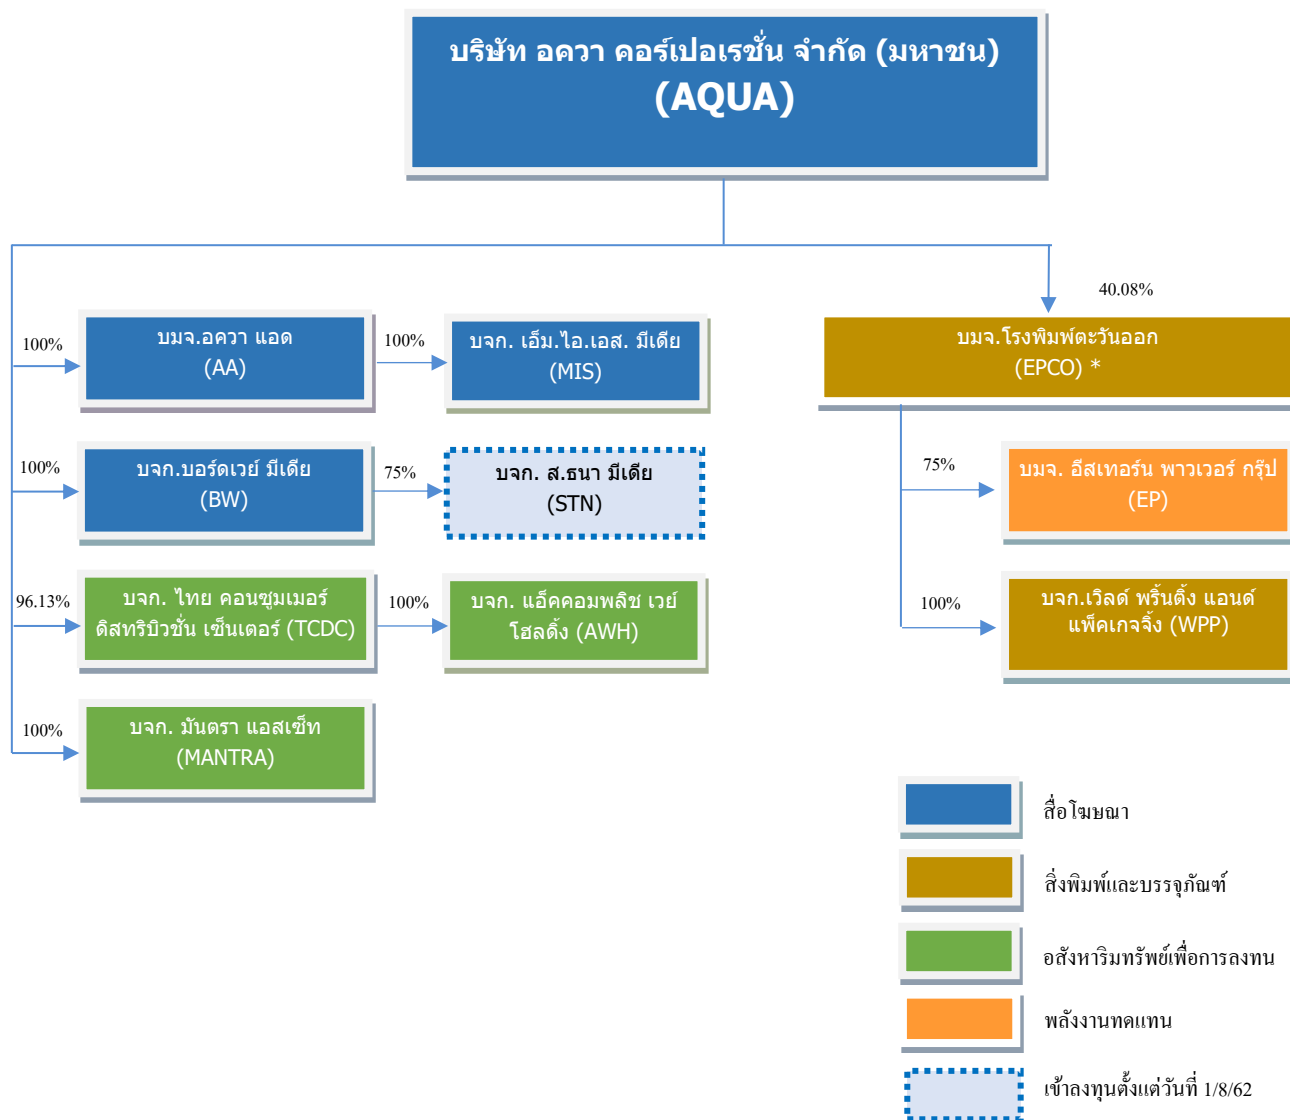 บริษัท อควา คอร์เปอเรชั่น จำกัด (มหาชน)
(AQUA)
40.08%
100%
บมจ.อควา แอด
(AA)
100%
บจก. เอ็ม.ไอ.เอส. มีเดีย
(MIS)
บมจ.โรงพิมพ์ตะวันออก
(EPCO) *
100%
บจก.บอร์ดเวย์ มีเดีย
(BW)
75%
บจก. ส.ธนา มีเดีย
(STN)
75%
บมจ. อีสเทอร์น พาวเวอร์ กรุ๊ป
(EP)
96.13%
บจก. ไทย คอนซูมเมอร์
ดิสทริบิวชั่น เซ็นเตอร์ (TCDC)
100%
บจก. แอ็คคอมพลิช เวย์
โฮลดิ้ง (AWH)
100%
บจก.เวิลด์ พริ้นติ้ง แอนด์
แพ็คเกจจิ้ง (WPP)
100%
บจก. มันตรา แอสเซ็ท
(MANTRA)
สื่อโฆษณา
สิ่งพิมพ์และบรรจุภัณฑ์
อสังหาริมทรัพย์เพื่อการลงทน
พลังงานทดแทน
เข้าลงทุนตั้งแต่วันที่ 1/8/62